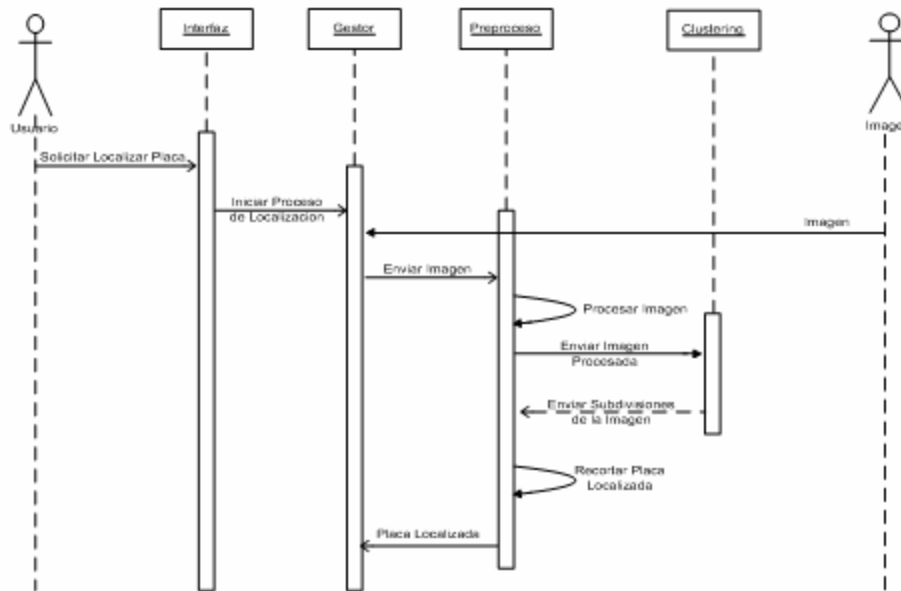 Interfaz
Gestor
Preproceso
Clustering
Usuario
Imagen
Solicitar Localizar Placa
Iniciar Proceso
de Localizacion
Imagen
Enviar Imagen
Procesar Imagen
Enviar Imagen
Procesada
Enviar Subdivisiones
de la Imagen
Recortar Placa
Localizada
Placa Localizada